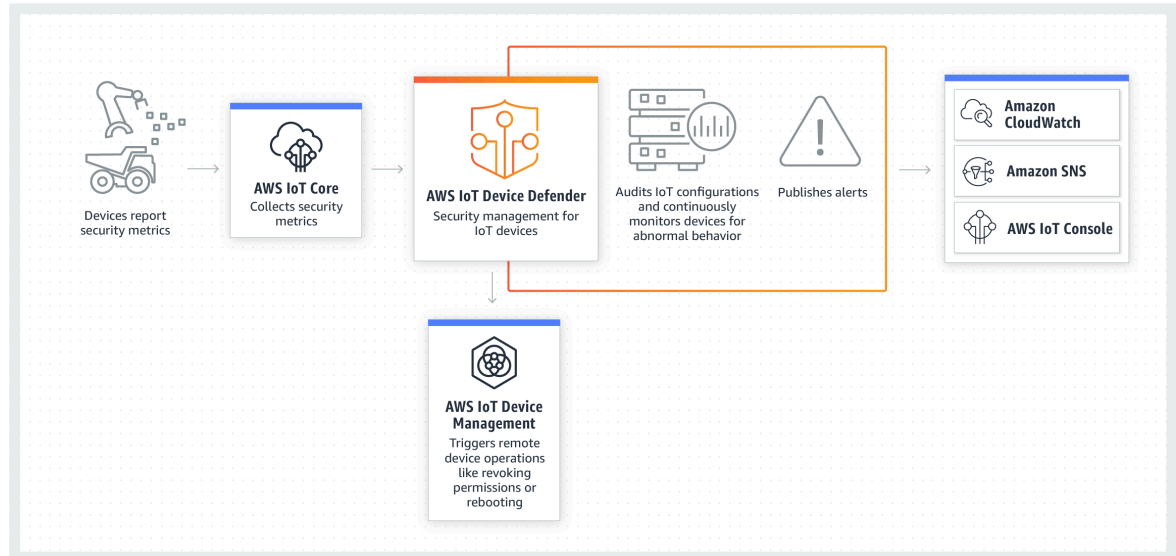 Devices report
security metrics
AWS IoT Core
Collects security
metrics
AWS IoT Device Defender
Security management for
IoT devices
Audits IoT configurations
and continuously
monitors devices for
abnormal behavior
Publishes alerts
Amazon
CloudWatch
Amazon SNS
AWS IoT Console
AWS IoT Device
Management
Triggers remote
device operations
like revoking
permissions or
rebooting